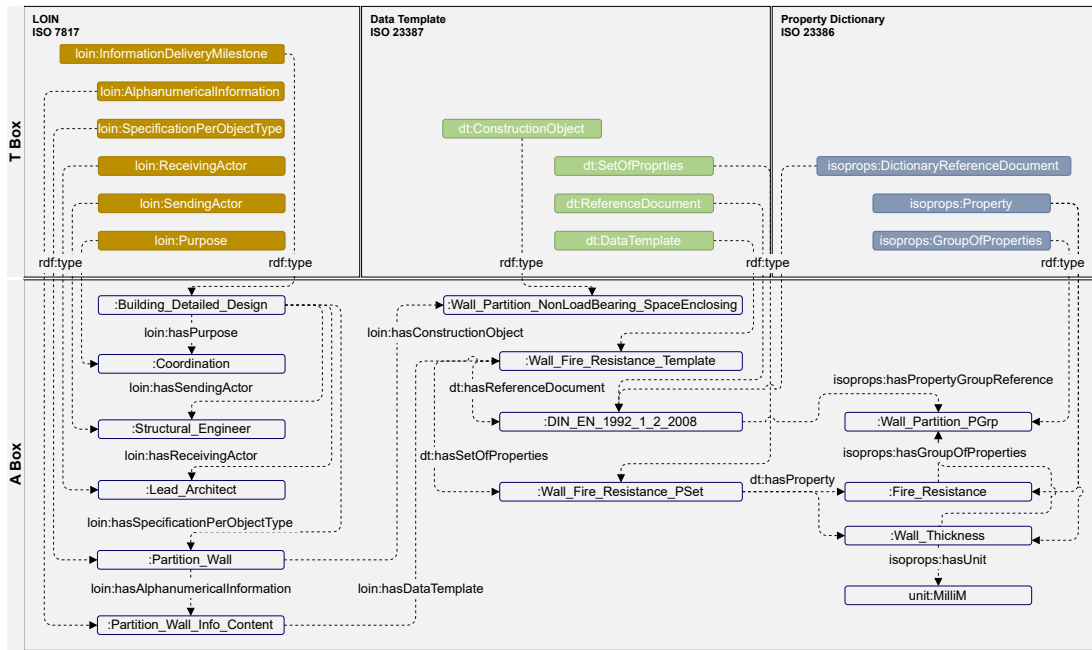 LOIN
ISO 7817
Data Template
ISO 23387
Property Dictionary
ISO 23386
T Box
loin:InformationDeliveryMilestone
loin:AlphanumericalInformation
loin:SpecificationPerObjectType
dt:ConstructionObject
loin:ReceivingActor
dt:SetOfProprties
isoprops:DictionaryReferenceDocument
loin:SendingActor
dt:ReferenceDocument
isoprops:Property
loin:Purpose
dt:DataTemplate
isoprops:GroupOfProperties
rdf:type
rdf:type
rdf:type
rdf:type
rdf:type
A Box
:Building_Detailed_Design
:Wall_Partition_NonLoadBearing_SpaceEnclosing
loin:hasPurpose
loin:hasConstructionObject
:Coordination
:Wall_Fire_Resistance_Template
loin:hasSendingActor
dt:hasReferenceDocument
isoprops:hasPropertyGroupReference
:Structural_Engineer
:DIN_EN_1992_1_2_2008
:Wall_Partition_PGrp
loin:hasReceivingActor
dt:hasSetOfProperties
isoprops:hasGroupOfProperties
dt:hasProperty
:Lead_Architect
:Wall_Fire_Resistance_PSet
:Fire_Resistance
loin:hasSpecificationPerObjectType
:Wall_Thickness
:Partition_Wall
isoprops:hasUnit
loin:hasAlphanumericalInformation
loin:hasDataTemplate
unit:MilliM
:Partition_Wall_Info_Content